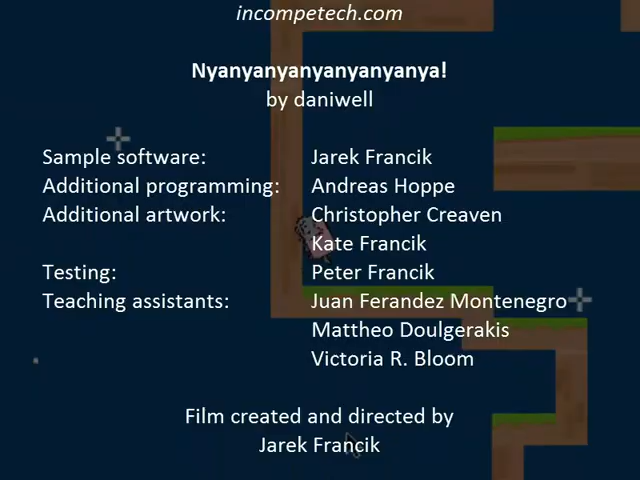 incompetech.com
Nyanyanyanyanyanyanya!
by daniwell
Sample software: Jarek Francik
Additional programming: Andreas Hoppe
Additional artwork: Christopher Creaven
Kate Francik
Testing: Peter Francik
Teaching assistants: Juan Ferandez Montenegro
Mattheo Doulgerakis
Victoria R. Bloom
Film created and directed by
Jarek Francik